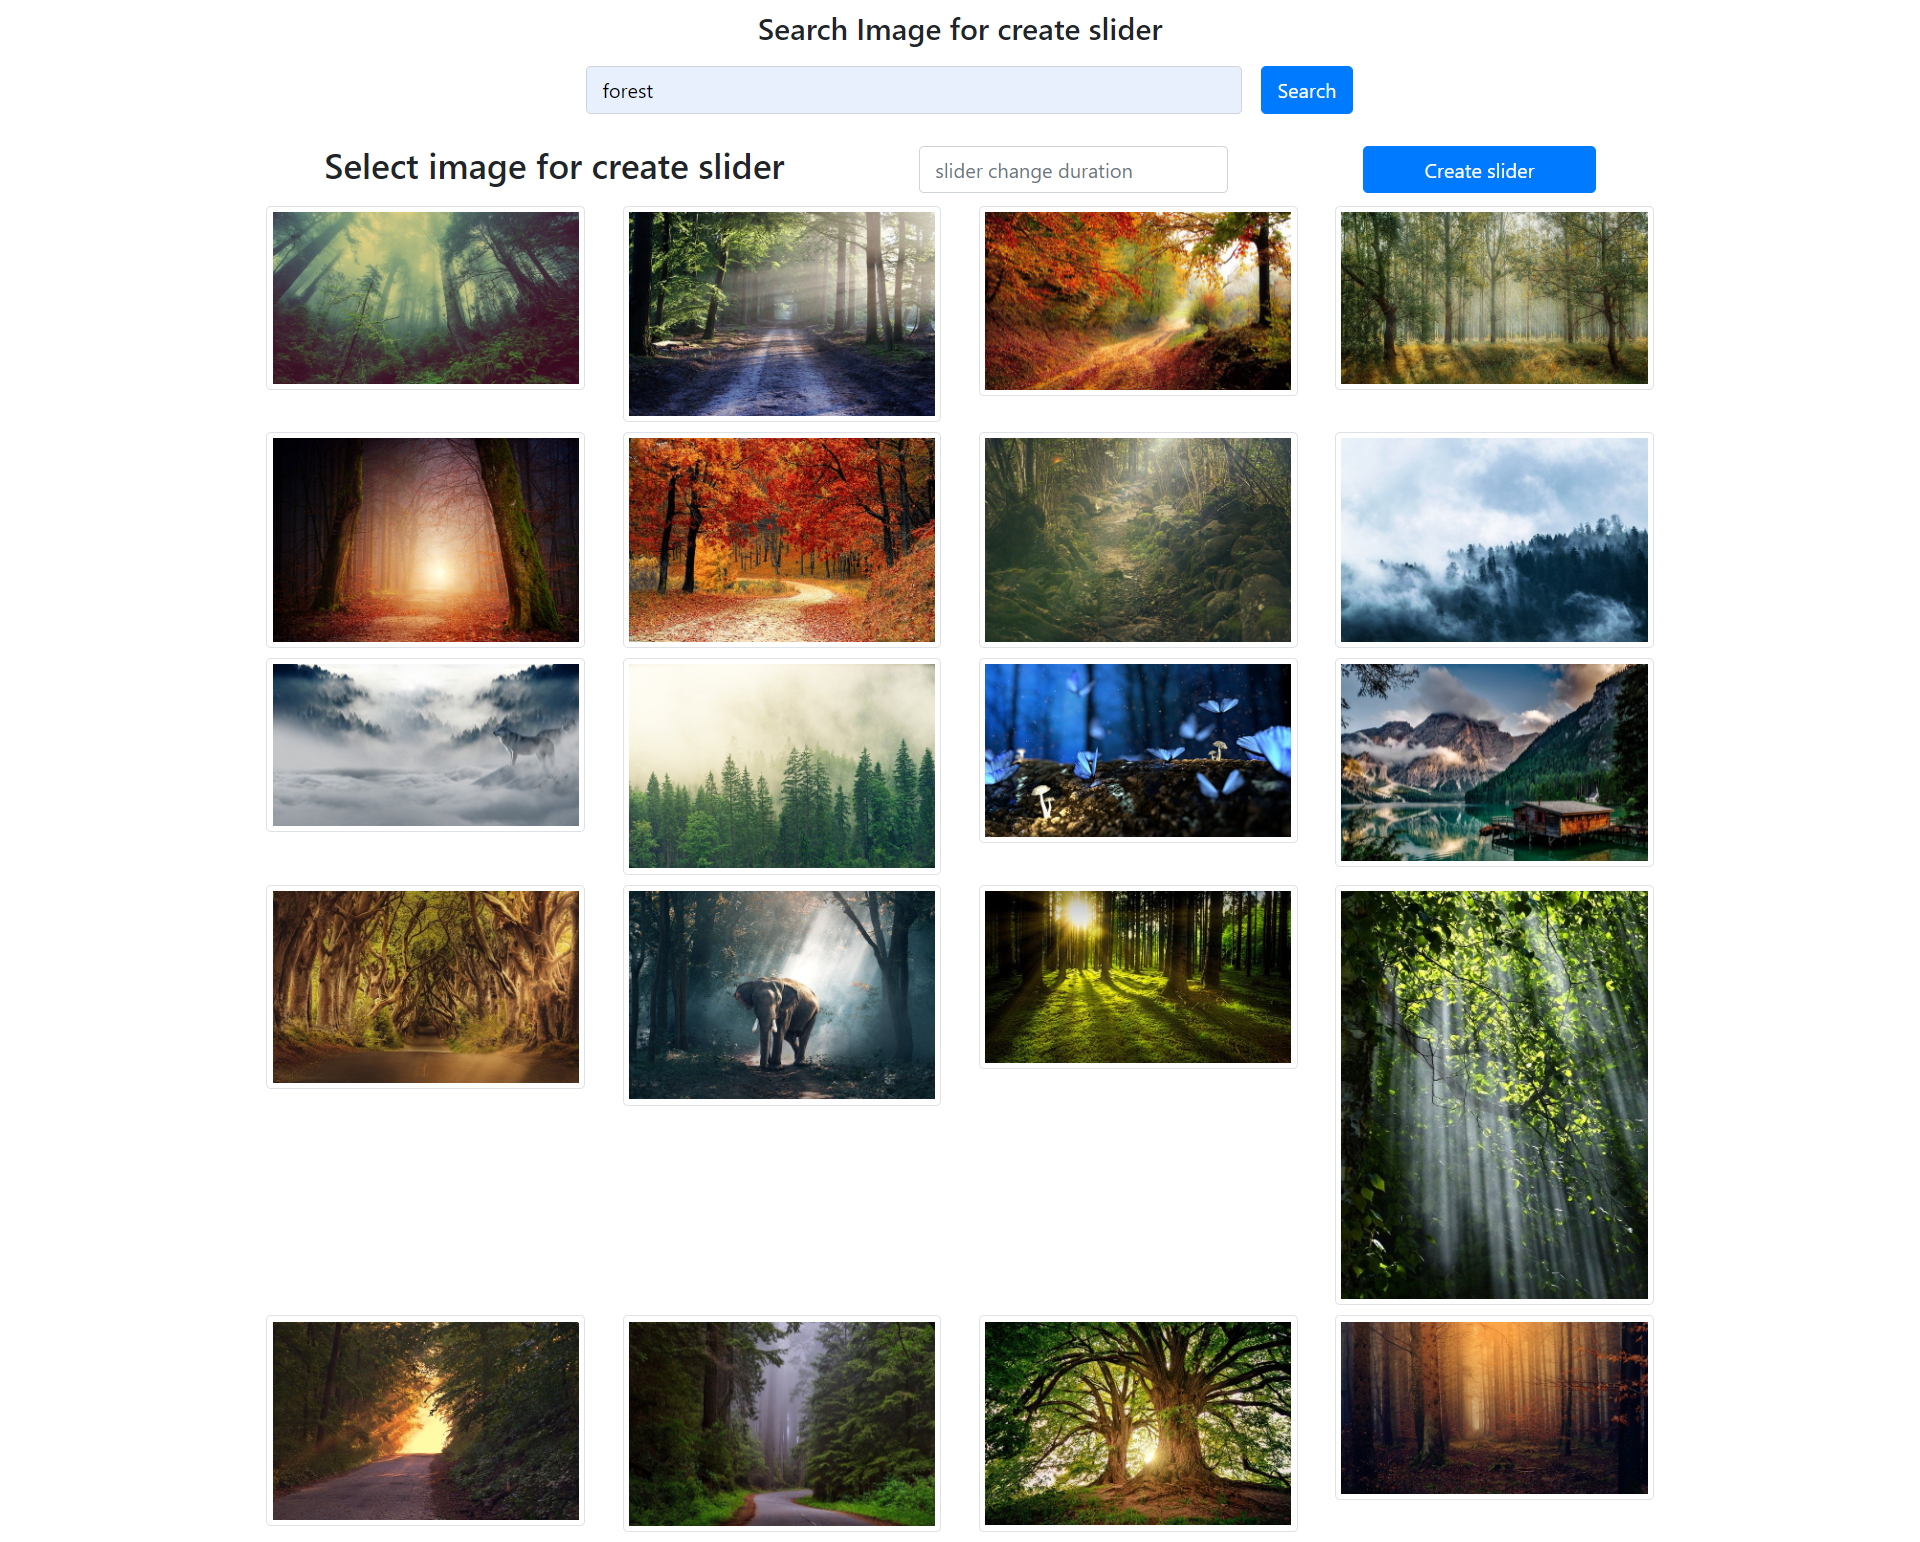 Search Image for create slider
forest
Search
Select image for create slider
slider change duration
Create slider